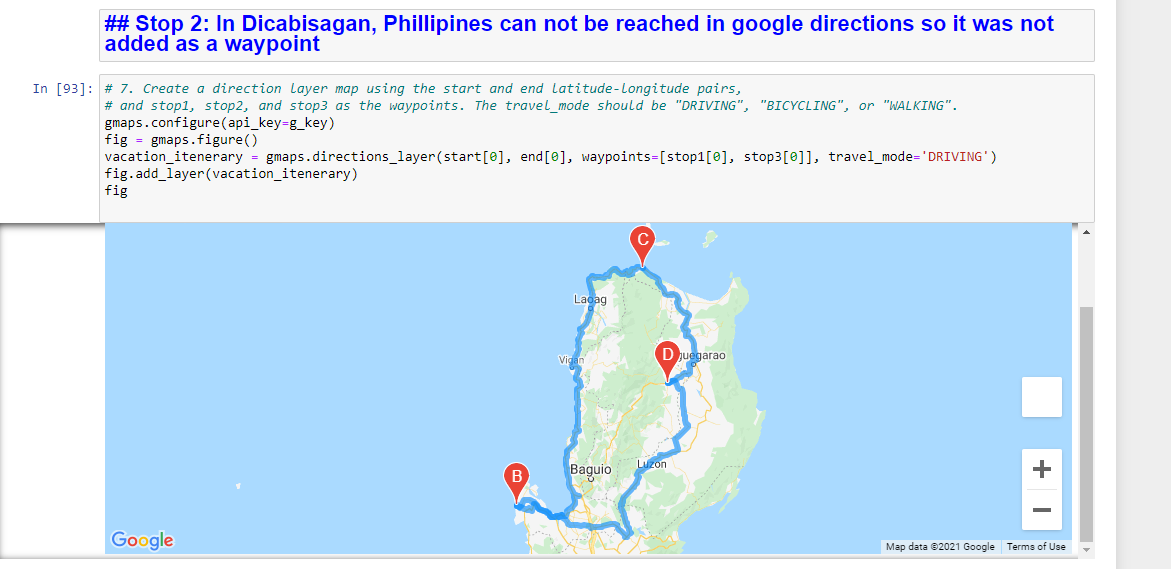 ## Stop 2: In Dicabisagan, Phillipines can not be reached in google directions so it was not
added as a waypoint
In [93]:
# 7. Create a direction layer map using the start and end latitude-longitude pairs,
# and stop1, stop2, and stop3 as the waypoints. The travel_mode should be "DRIVING", "BICYCLING", or "WALKING".
gmaps.configure(api_key=g_key)
fig = gmaps.figure()
vacation_itenerary = gmaps.directions_layer(start[0], end[0], waypoints=[stop1[0], stop3[0]], travel_mode='DRIVING')
fig.add_layer(vacation_itenerary)
fig
C
Laoag
D
guegarao
Vigan
B
Baguio
Luzon
+
−
Google
Map data ©2021 Google
Terms of Use